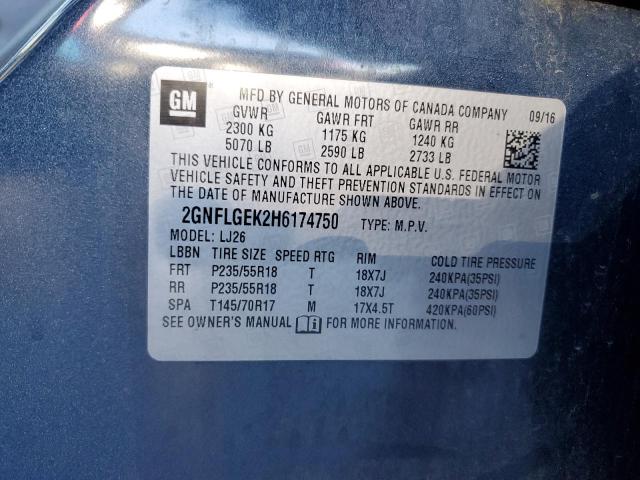 GM MFD BY GENERAL MOTORS OF CANADA COMPANY 09/16
GVWR GAWR FRT GAWR RR
2300 KG 1175 KG 1240 KG
5070 LB 2590 LB 2733 LB
THIS VEHICLE CONFORMS TO ALL APPLICABLE U.S. FEDERAL MOTOR
VEHICLE SAFETY AND THEFT PREVENTION STANDARDS IN EFFECT ON
THE DATE OF MANUFACTURE SHOWN ABOVE.
2GNFLGEK2H6174750 TYPE: M.P.V.
MODEL: LJ26
LBBN TIRE SIZE SPEED RTG RIM COLD TIRE PRESSURE
FRT P235/55R18 T 18X7J 240KPA(35PSI)
RR P235/55R18 T 18X7J 240KPA(35PSI)
SPA T145/70R17 M 17X4.5T 420KPA(60PSI)
SEE OWNER'S MANUAL FOR MORE INFORMATION.